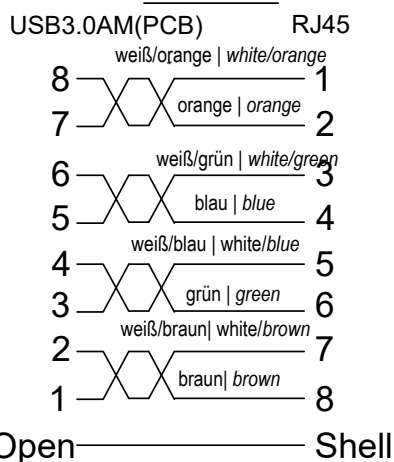 USB3.0AM(PCB) RJ45
weiß/orange | white/orange
8 1
orange | orange
7 2
weiß/grün | white/green
6 3
blau | blue
5 4
weiß/blau | white/blue
4 5
grün | green
3 6
weiß/braun| white/brown
2 7
braun| brown
1 8
Open Shell